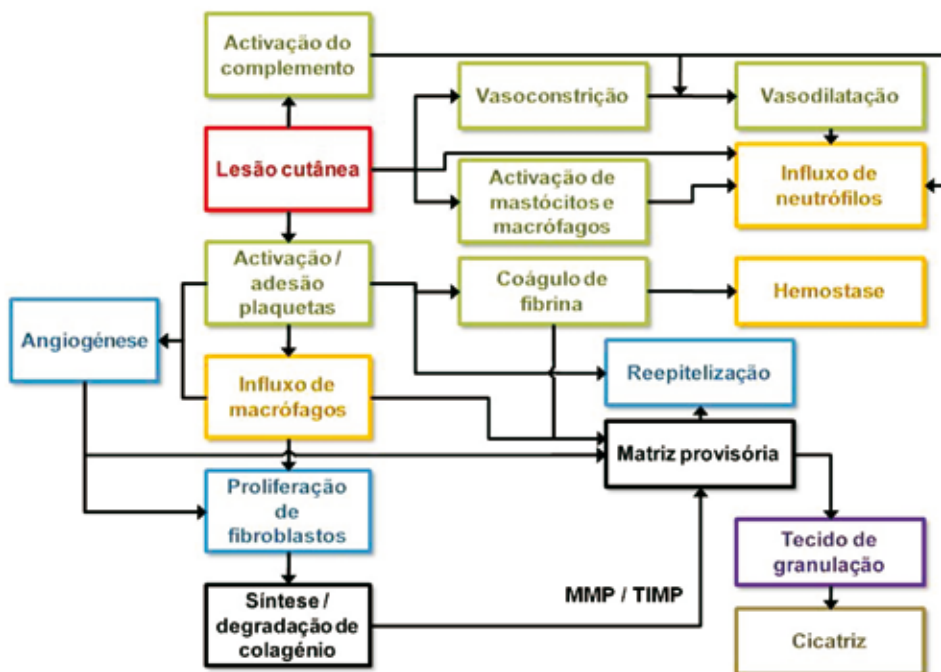 Activação do
complemento
Vasoconstrição
Vasodilatação
Lesão cutânea
Activação de
mastócitos e
macrófagos
Influxo de
neutrófilos
Activação /
adesão
plaquetas
Coágulo de
fibrina
Hemostase
Angiogénese
Influxo de
macrófagos
Reepitelização
Matriz provisória
Proliferação
de
fibroblastos
Tecido de
granulação
Síntese /
degradação de
colagénio
MMP / TIMP
Cicatriz